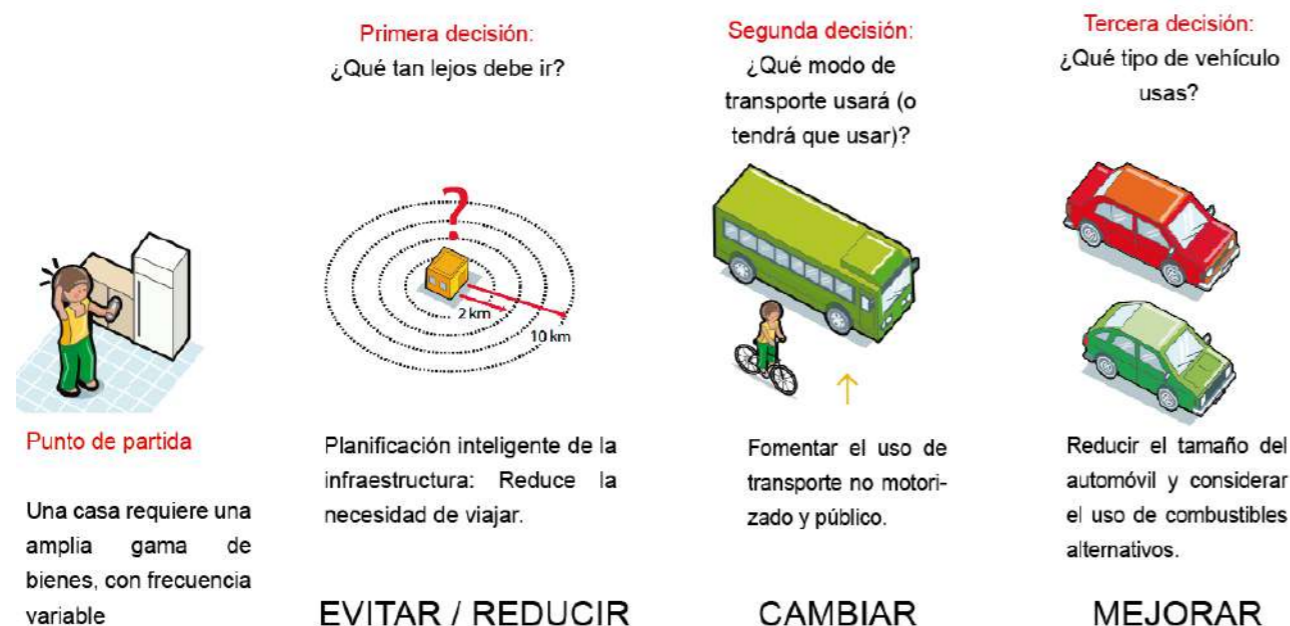 Primera decisión:
¿Qué tan lejos debe ir?
Segunda decisión:
¿Qué modo de
transporte usará (o
tendrá que usar)?
Tercera decisión:
¿Qué tipo de vehículo
usas?
?
2 km
10 km
Punto de partida
Una casa requiere una
amplia gama de
bienes, con frecuencia
variable
Planificación inteligente de la
infraestructura: Reduce la
necesidad de viajar.
EVITAR / REDUCIR
Fomentar el uso de
transporte no motori-
zado y público.
CAMBIAR
Reducir el tamaño del
automóvil y considerar
el uso de combustibles
alternativos.
MEJORAR